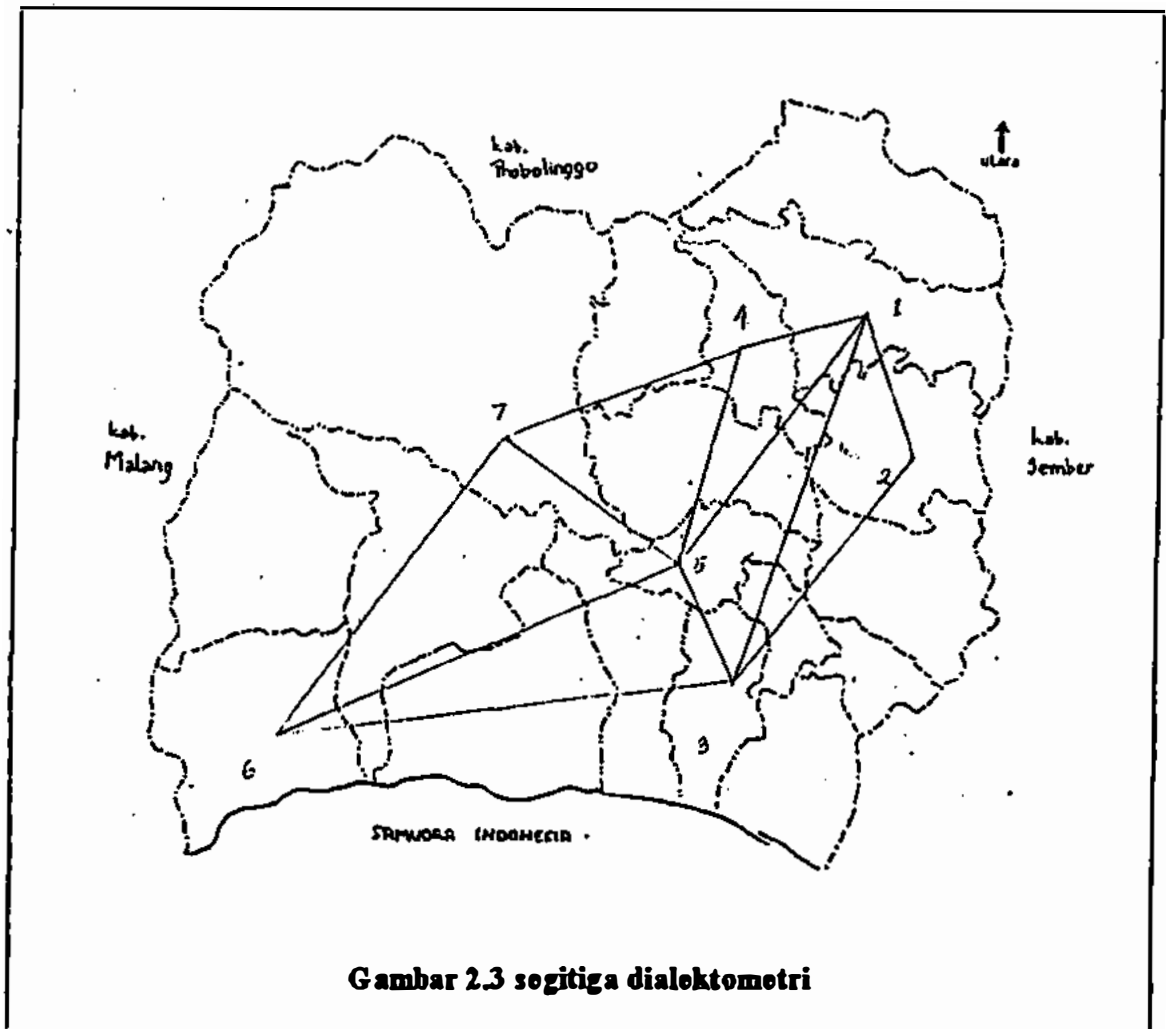 kab.
Probolinggo
utara
1
4
7
kab.
Malang
kab.
Jember
2
5
3
6
SAMUDRA INDONESIA
Gambar 2.3 segitiga dialektometri